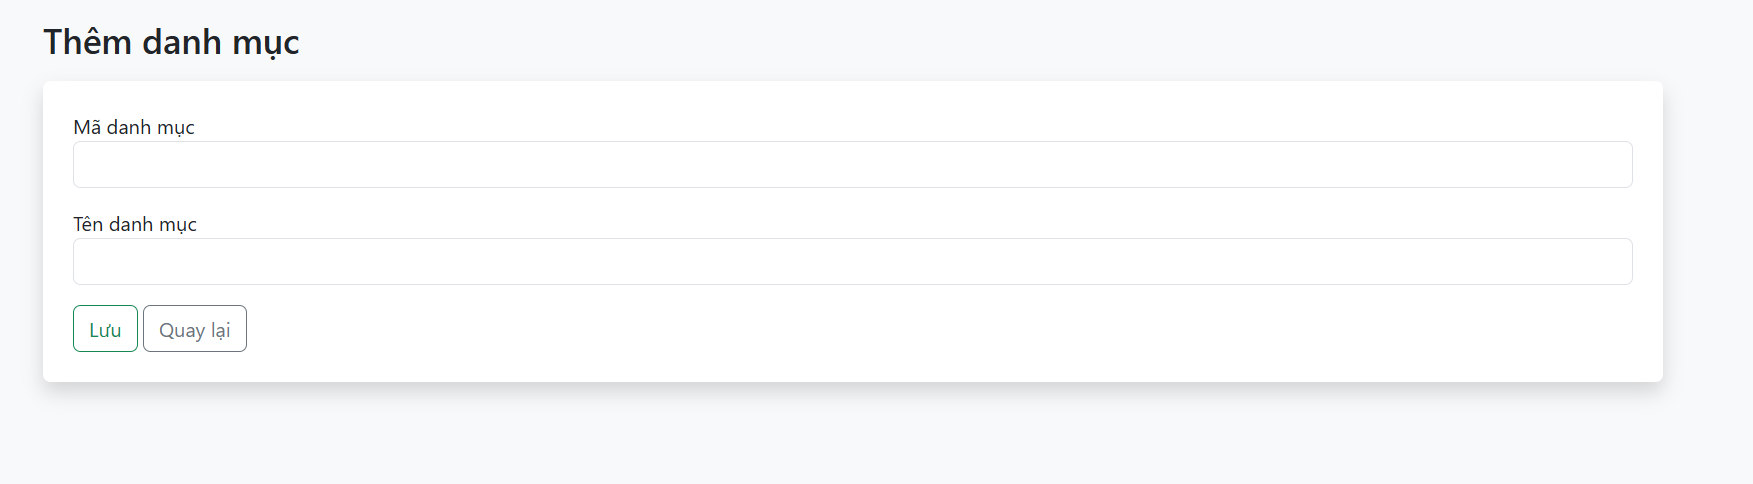 Thêm danh mục
Mã danh mục
Tên danh mục
Lưu Quay lại